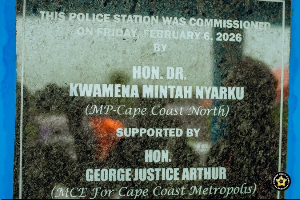 THIS POLICE STATION WAS COMMISSIONED
ON FRIDAY, FEBRUARY 6, 2026
BY
HON. DR.
KWAMENA MINTAH NYARKU
(MP-Cape Coast North)
SUPPORTED BY
HON.
GEORGE JUSTICE ARTHUR
(MCE For Cape Coast Metropolis)